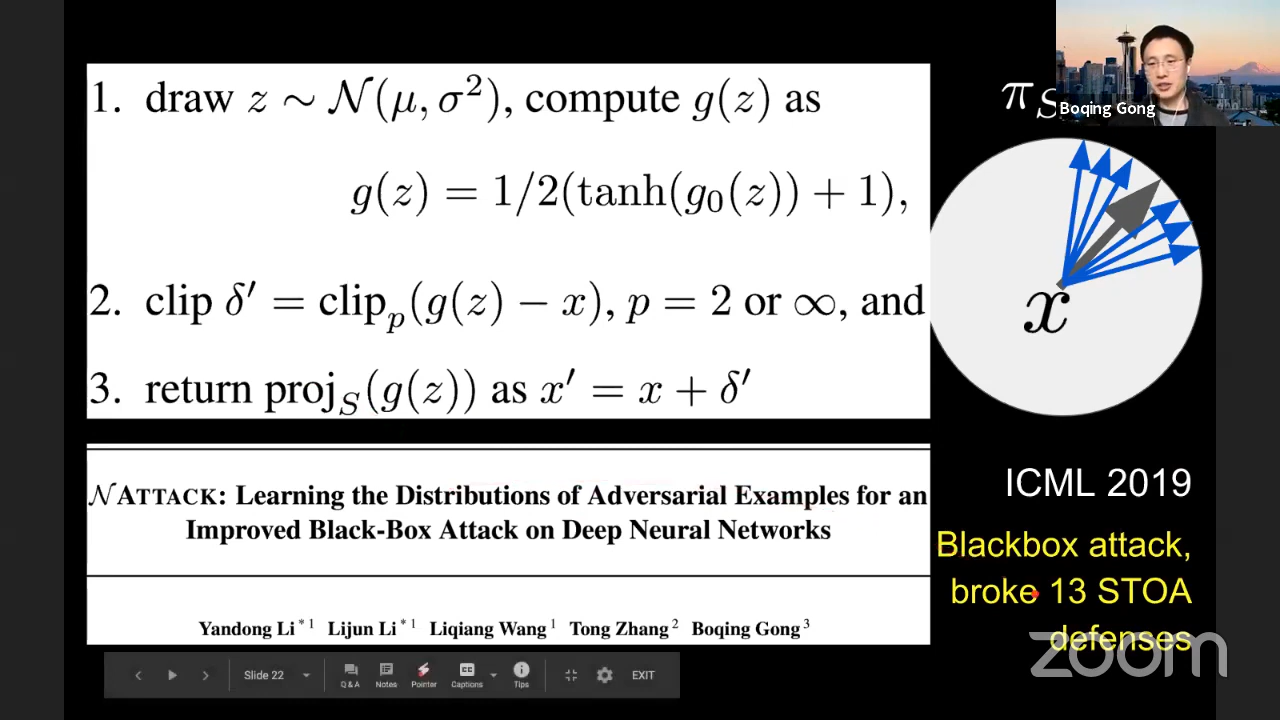 1. draw z ∼ N(μ, σ²), compute g(z) as
g(z) = 1/2(tanh(g₀(z)) + 1),
2. clip δ′ = clipₚ(g(z) − x), p = 2 or ∞, and
3. return proj_S(g(z)) as x′ = x + δ′
π_S
Boqing Gong
x
NATTACK: Learning the Distributions of Adversarial Examples for an
Improved Black-Box Attack on Deep Neural Networks
Yandong Li *1 Lijun Li *1 Liqiang Wang 1 Tong Zhang 2 Boqing Gong 3
ICML 2019
Blackbox attack,
broke 13 STOA
defenses
zoom
Slide 22
Q & A Notes Pointer Captions Tips EXIT